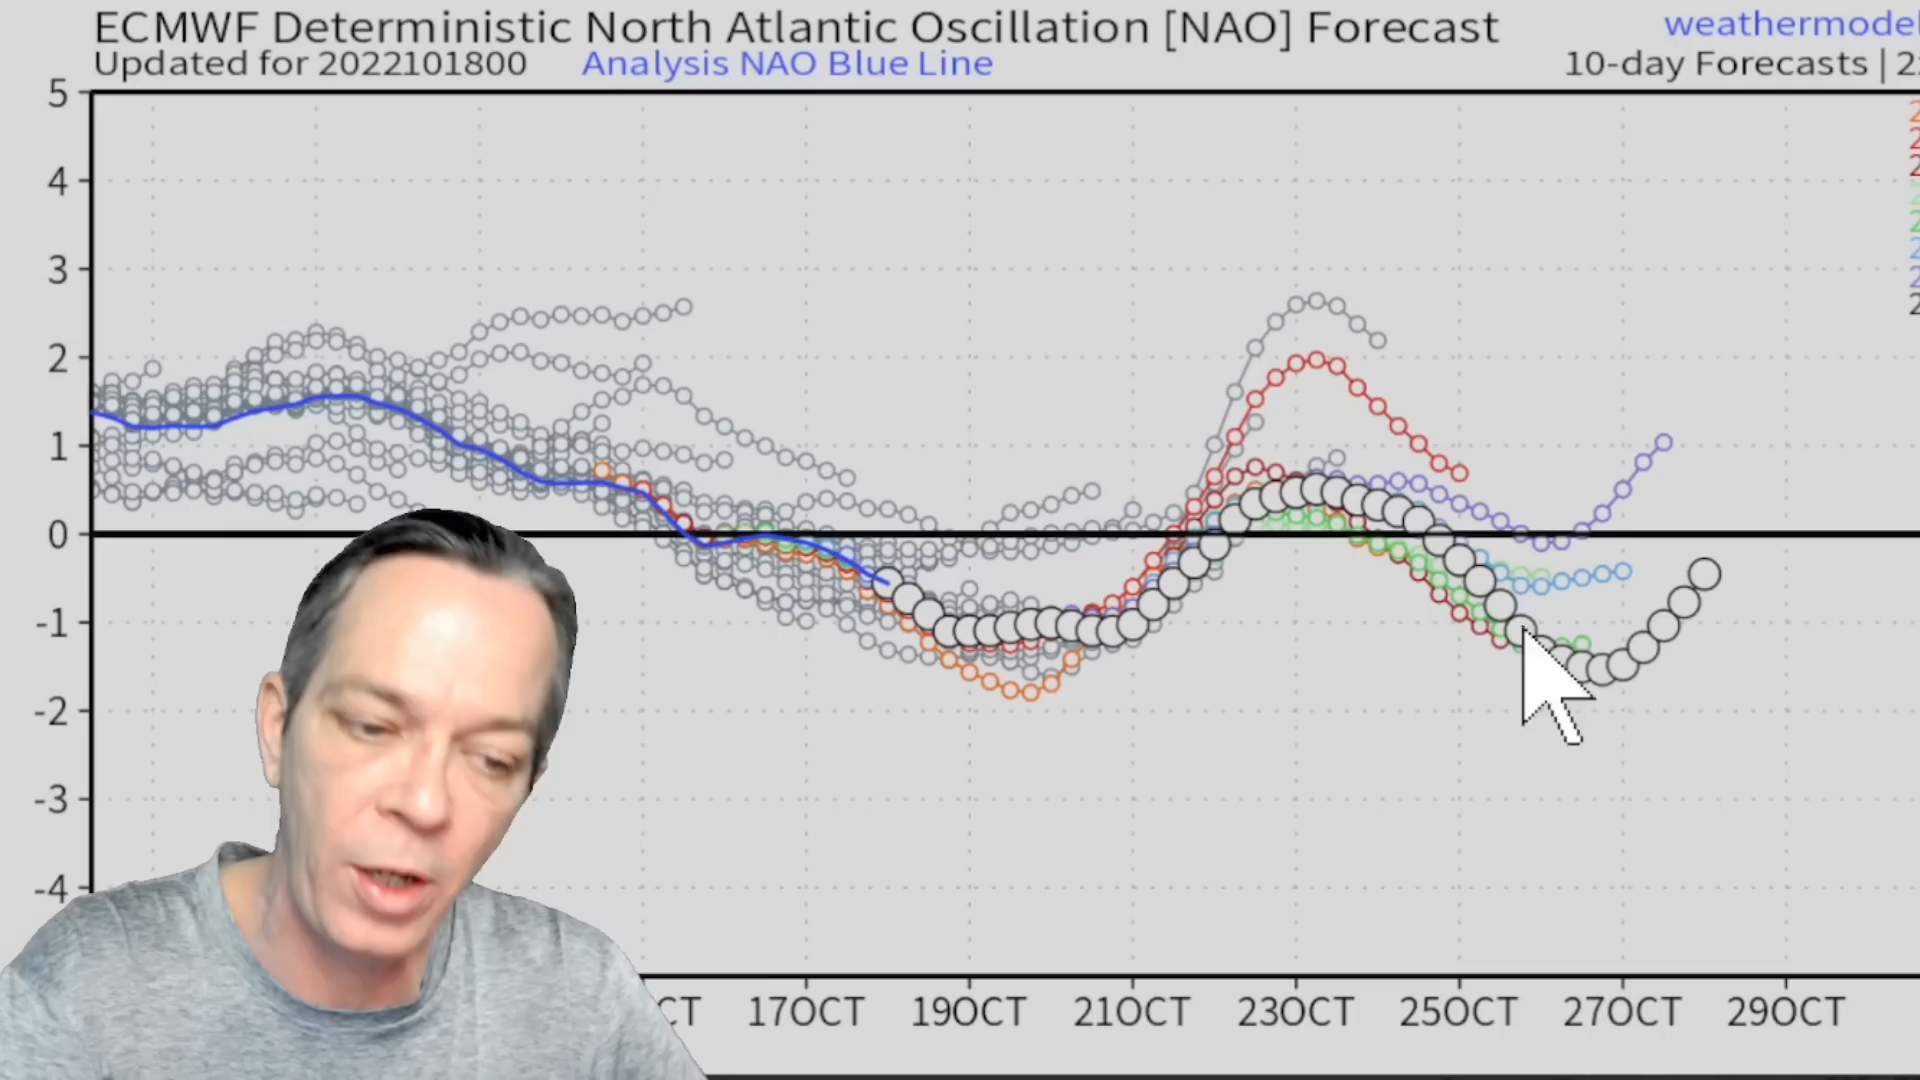 ECMWF Deterministic North Atlantic Oscillation [NAO] Forecast
weathermodel
Updated for 2022101800 Analysis NAO Blue Line
10-day Forecasts |
5
4
3
2
1
0
-1
-2
-3
-4
17OCT 19OCT 21OCT 23OCT 25OCT 27OCT 29OCT